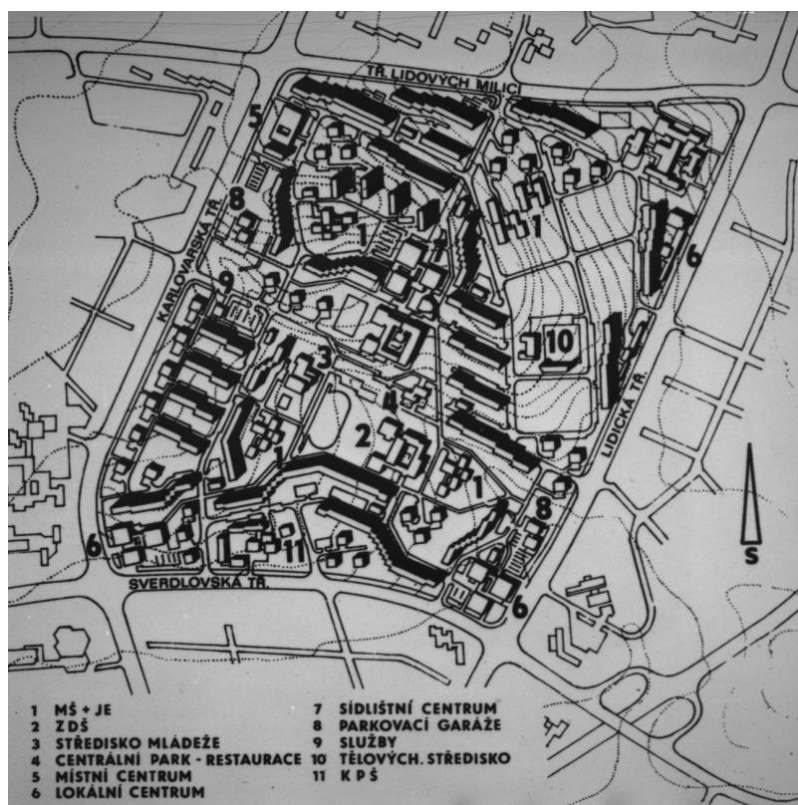 TŘ. LIDOVÝCH MILICÍ
5
KARLOVARSKÁ TŘ.
8
1
6
9
3
10
4
2
LIDICKÁ TŘ.
1
1
8
6
11
6
SVERDLOVSKÁ TŘ.
S
1 MŠ + JE
2 ZDŠ
3 STŘEDISKO MLÁDEŽE
4 CENTRÁLNÍ PARK - RESTAURACE
5 MÍSTNÍ CENTRUM
6 LOKÁLNÍ CENTRUM
7 SÍDLIŠTNÍ CENTRUM
8 PARKOVACÍ GARÁŽE
9 SLUŽBY
10 TĚLOVÝCH. STŘEDISKO
11 K P Š